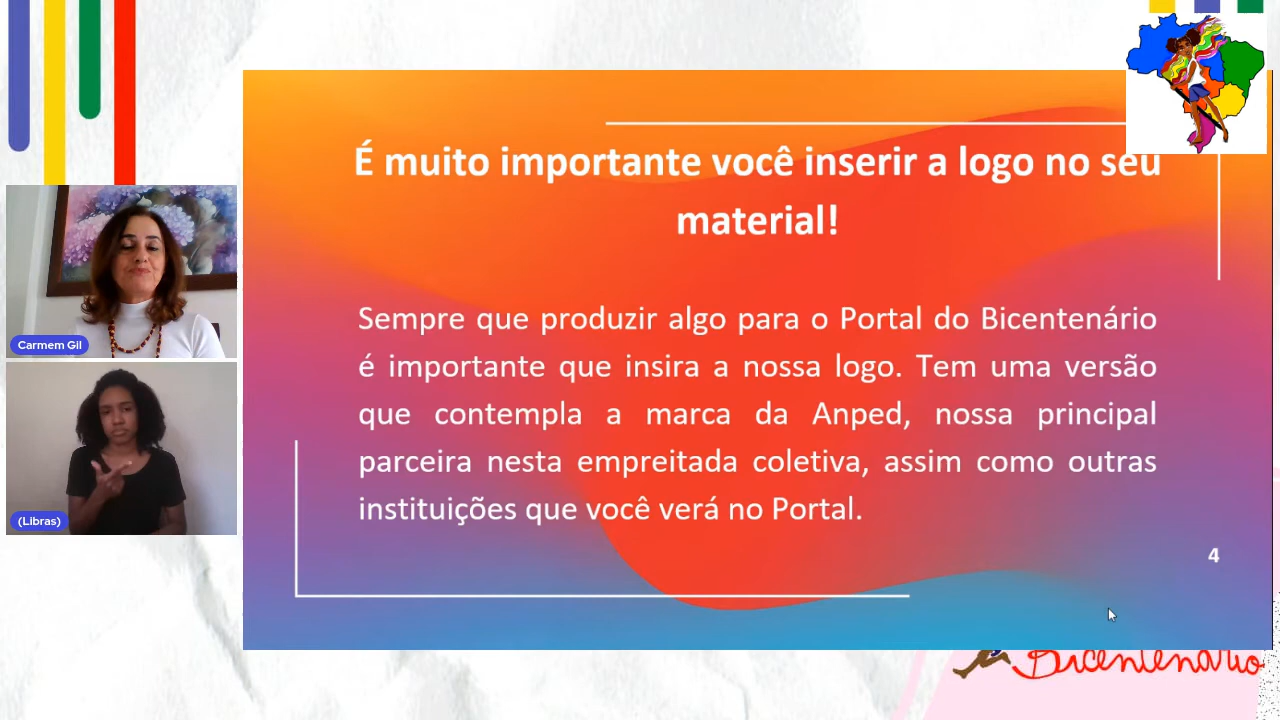 É muito importante você inserir a logo no seu
material!
Sempre que produzir algo para o Portal do Bicentenário
é importante que insira a nossa logo. Tem uma versão
que contempla a marca da Anped, nossa principal
parceira nesta empreitada coletiva, assim como outras
instituições que você verá no Portal.
4
Carmem Gil
(Libras)
Bicentenário